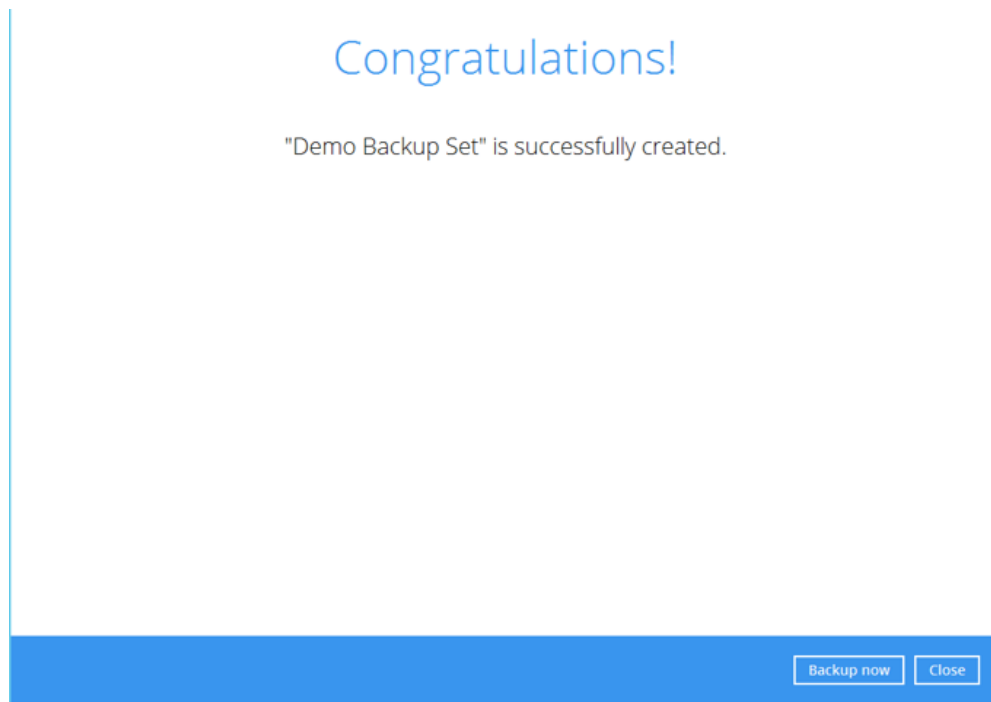 Congratulations!
"Demo Backup Set" is successfully created.
Backup now
Close